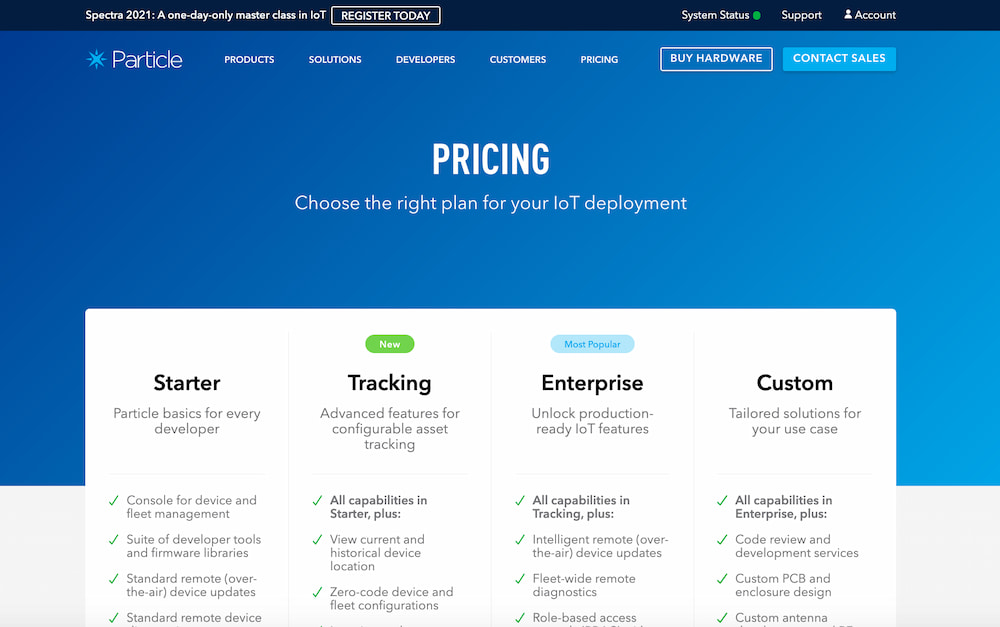 Spectra 2021: A one-day-only master class in IoT REGISTER TODAY System Status Support Account
Particle PRODUCTS SOLUTIONS DEVELOPERS CUSTOMERS PRICING BUY HARDWARE CONTACT SALES
PRICING
Choose the right plan for your IoT deployment
Starter
Particle basics for every
developer
Console for device and
fleet management
Suite of developer tools
and firmware libraries
Standard remote (over-
the-air) device updates
Standard remote device
New
Tracking
Advanced features for
configurable asset
tracking
All capabilities in
Starter, plus:
View current and
historical device
location
Zero-code device and
fleet configurations
Most Popular
Enterprise
Unlock production-
ready IoT features
All capabilities in
Tracking, plus:
Intelligent remote (over-
the-air) device updates
Fleet-wide remote
diagnostics
Role-based access
Custom
Tailored solutions for
your use case
All capabilities in
Enterprise, plus:
Code review and
development services
Custom PCB and
enclosure design
Custom antenna